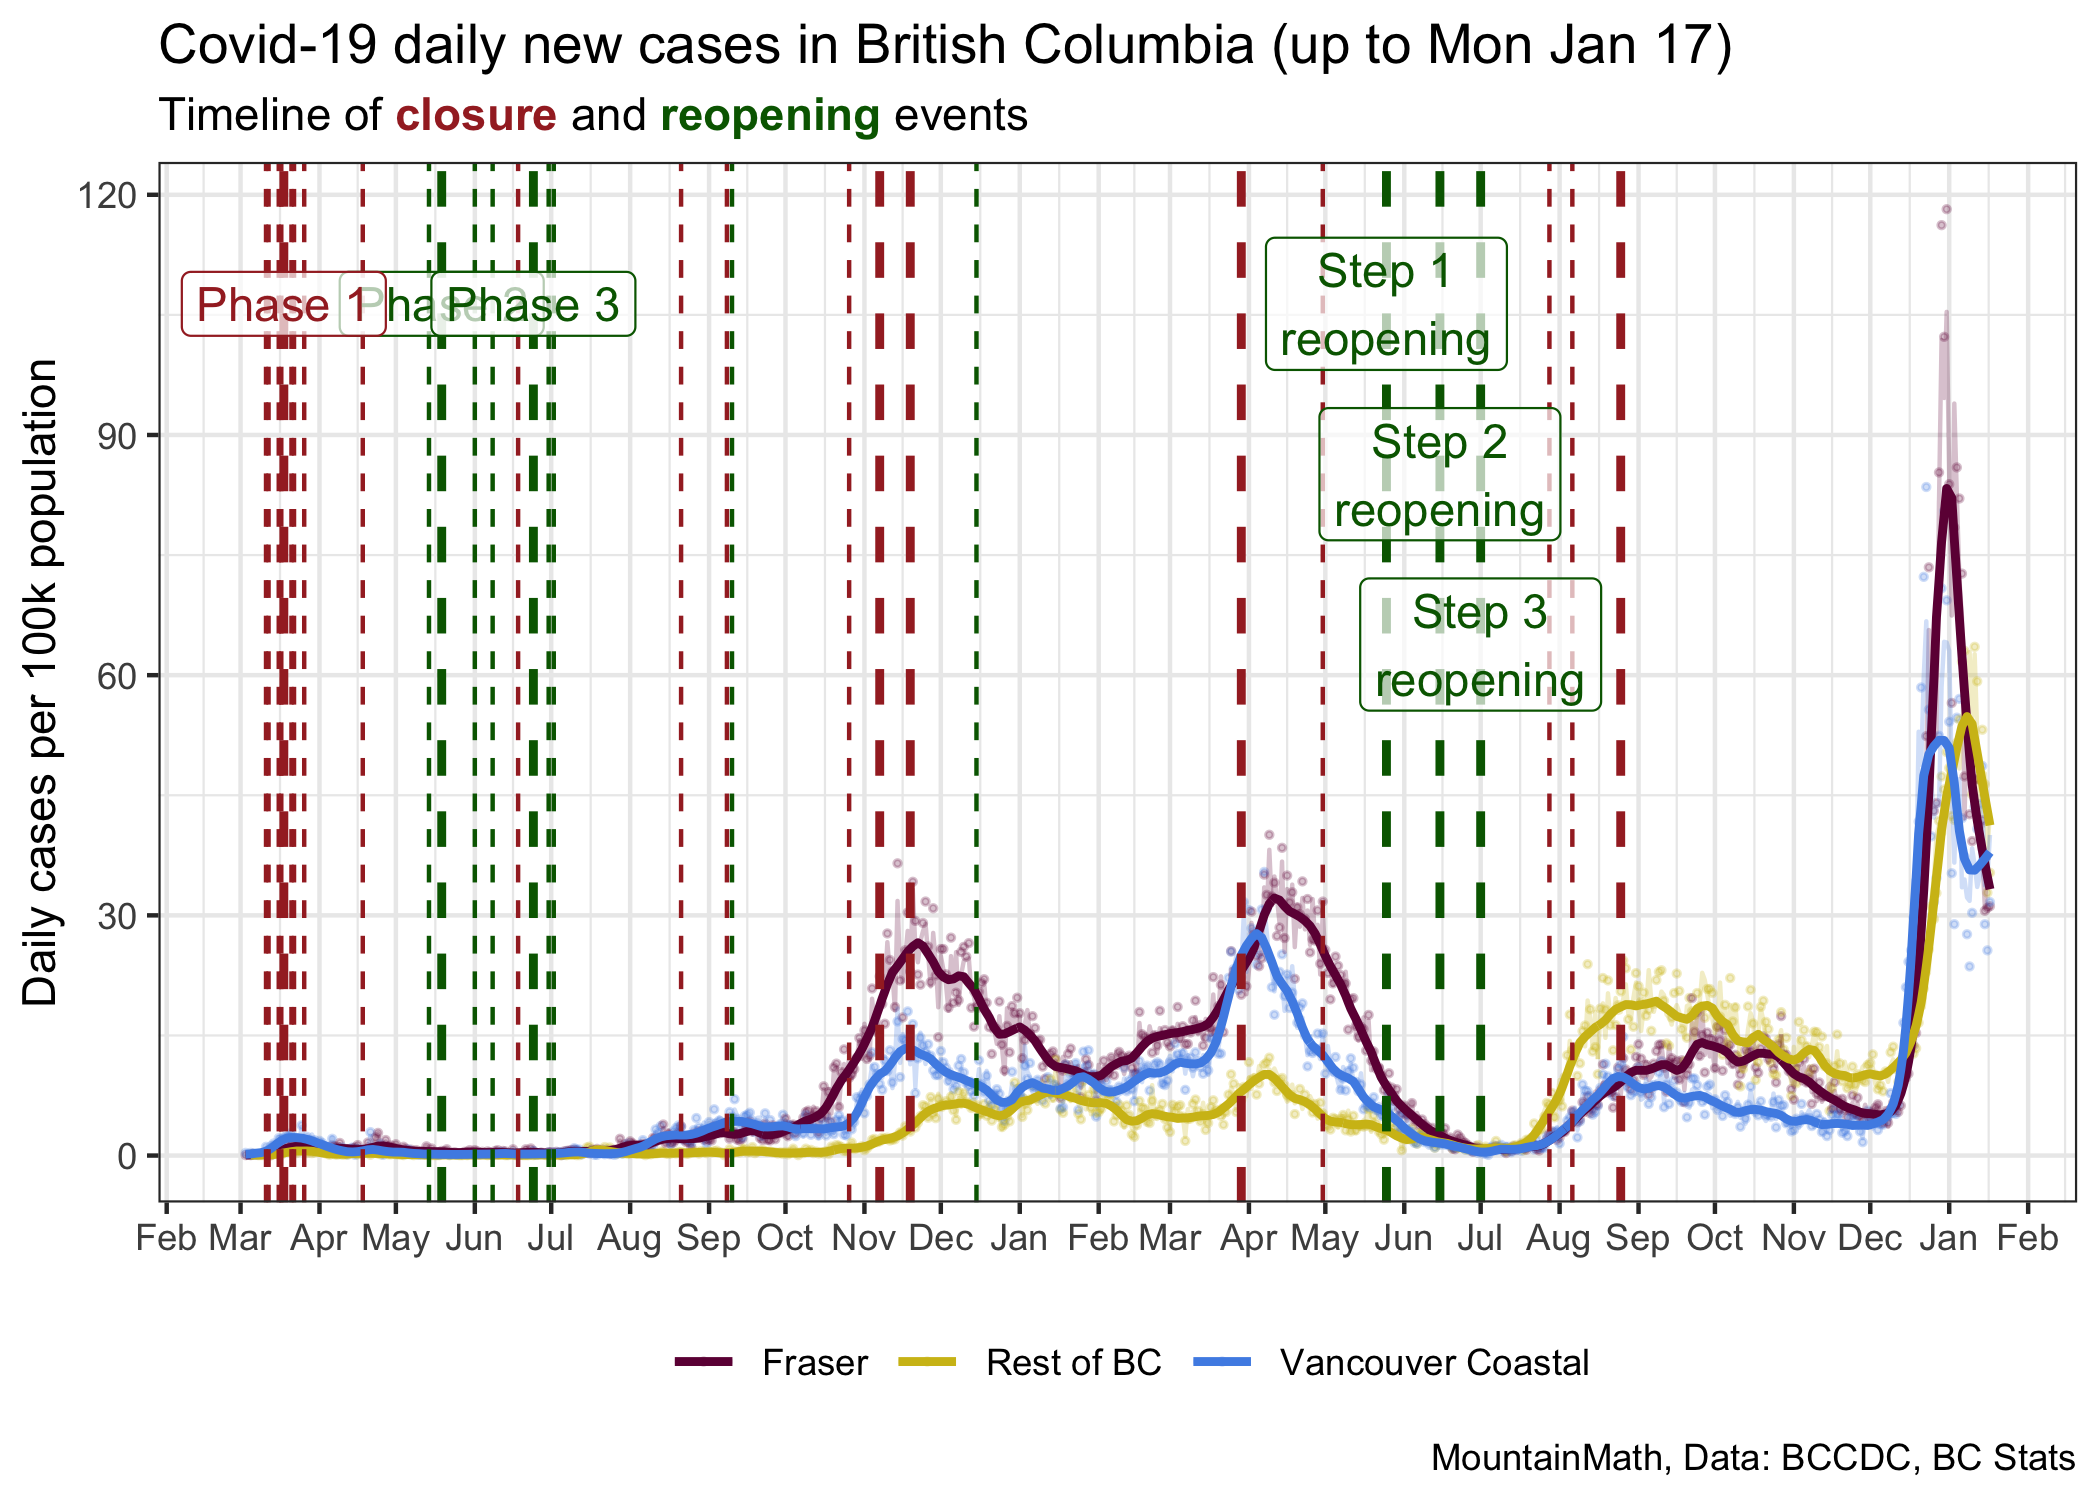 Covid-19 daily new cases in British Columbia (up to Mon Jan 17)
Timeline of closure and reopening events
Daily cases per 100k population
120
90
60
30
0
Phase 1
Phase 2
Phase 3
Step 1
reopening
Step 2
reopening
Step 3
reopening
Feb Mar Apr May Jun Jul Aug Sep Oct Nov Dec Jan Feb Mar Apr May Jun Jul Aug Sep Oct Nov Dec Jan Feb
Fraser Rest of BC Vancouver Coastal
MountainMath, Data: BCCDC, BC Stats